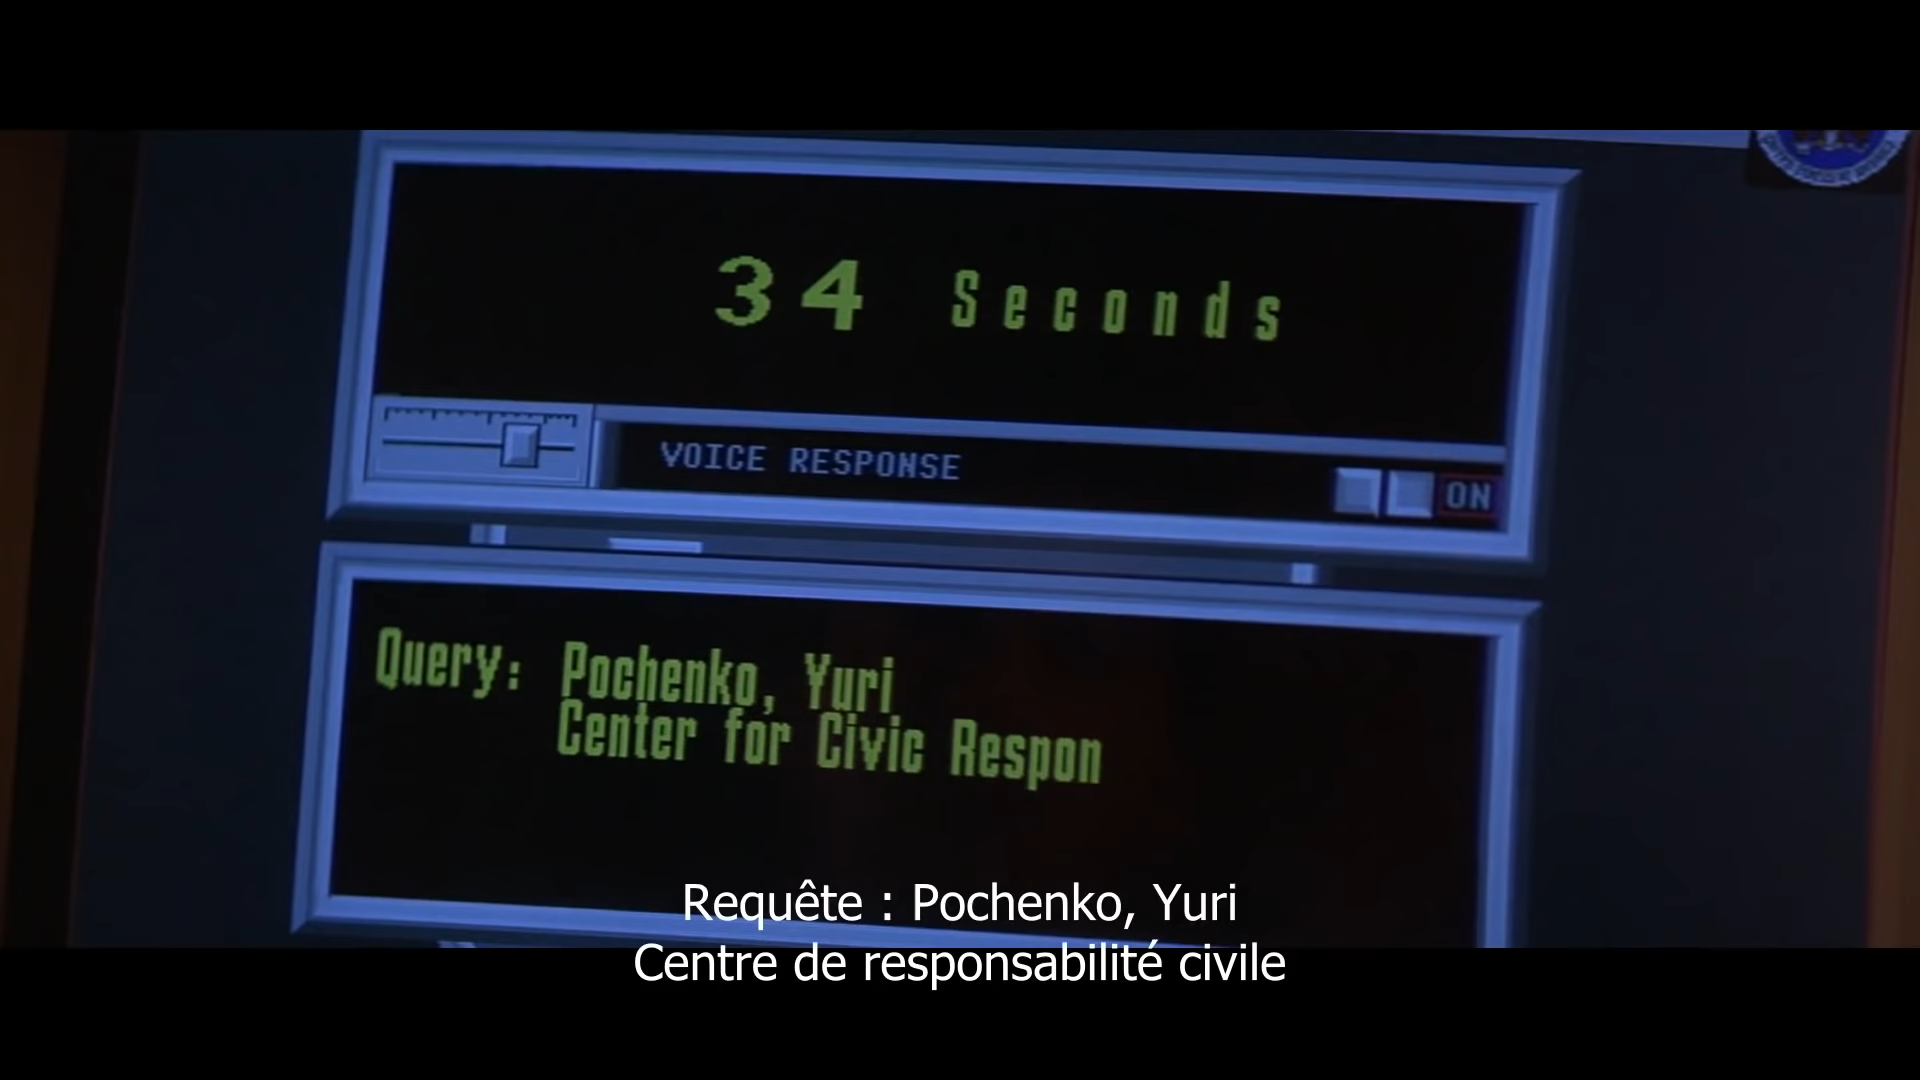 34 Seconds
VOICE RESPONSE
ON
Query: Pochenko, Yuri
Center for Civic Respon
Requête : Pochenko, Yuri
Centre de responsabilité civile